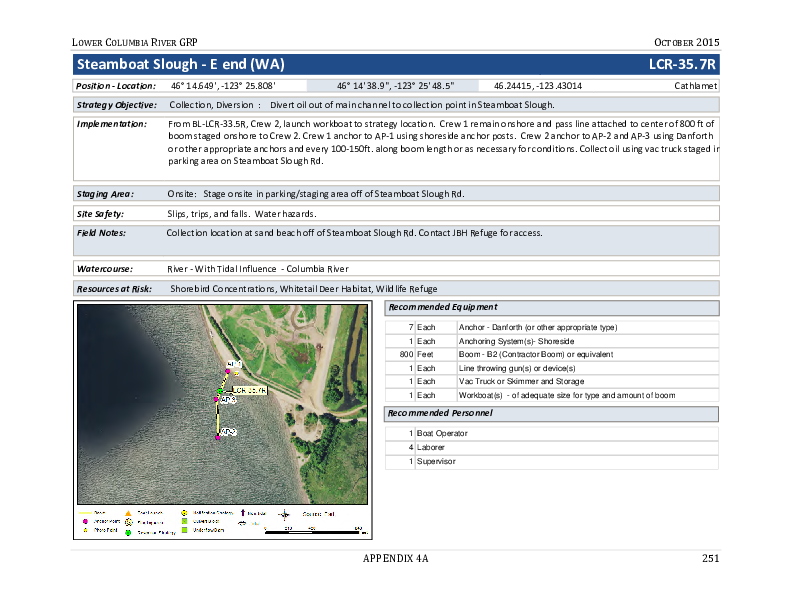 LOWER COLUMBIA RIVER GRP OCTOBER 2015
Steamboat Slough - E end (WA) LCR-35.7R
Position - Location: 46° 14.649', -123° 25.808' 46° 14' 38.9", -123° 25' 48.5" 46.24415, -123.43014 Cathlamet
Strategy Objective: Collection, Diversion : Divert oil out of main channel to collection point in Steamboat Slough.
Implementation: From BL-LCR-33.5R, Crew 2, launch workboat to strategy location. Crew 1 remain onshore and pass line attached to center of 800 ft of
boom staged onshore to Crew 2. Crew 1 anchor to AP-1 using shoreside anchor posts. Crew 2 anchor to AP-2 and AP-3 using Danforth
or other appropriate anchors and every 100-150ft. along boom length or as necessary for conditions. Collect oil using vac truck staged in
parking area on Steamboat Slough Rd.
Staging Area: Onsite: Stage onsite in parking/staging area off of Steamboat Slough Rd.
Site Safety: Slips, trips, and falls. Water hazards.
Field Notes: Collection location at sand beach off of Steamboat Slough Rd. Contact JBH Refuge for access.
Watercourse: River - With Tidal Influence - Columbia River
Resources at Risk: Shorebird Concentrations, Whitetail Deer Habitat, Wildlife Refuge
Recommended Equipment
7 Each Anchor - Danforth (or other appropriate type)
1 Each Anchoring System(s)- Shoreside
800 Feet Boom - B2 (Contractor Boom) or equivalent
1 Each Line throwing gun(s) or device(s)
1 Each Vac Truck or Skimmer and Storage
1 Each Workboat(s) - of adequate size for type and amount of boom
Recommended Personnel
1 Boat Operator
4 Laborer
1 Supervisor
AP-1
LCR-35.7R
AP-3
AP-2
Anchor Point
Photo Point
Notification Strategy
Underflow Dam
APPENDIX 4A 251